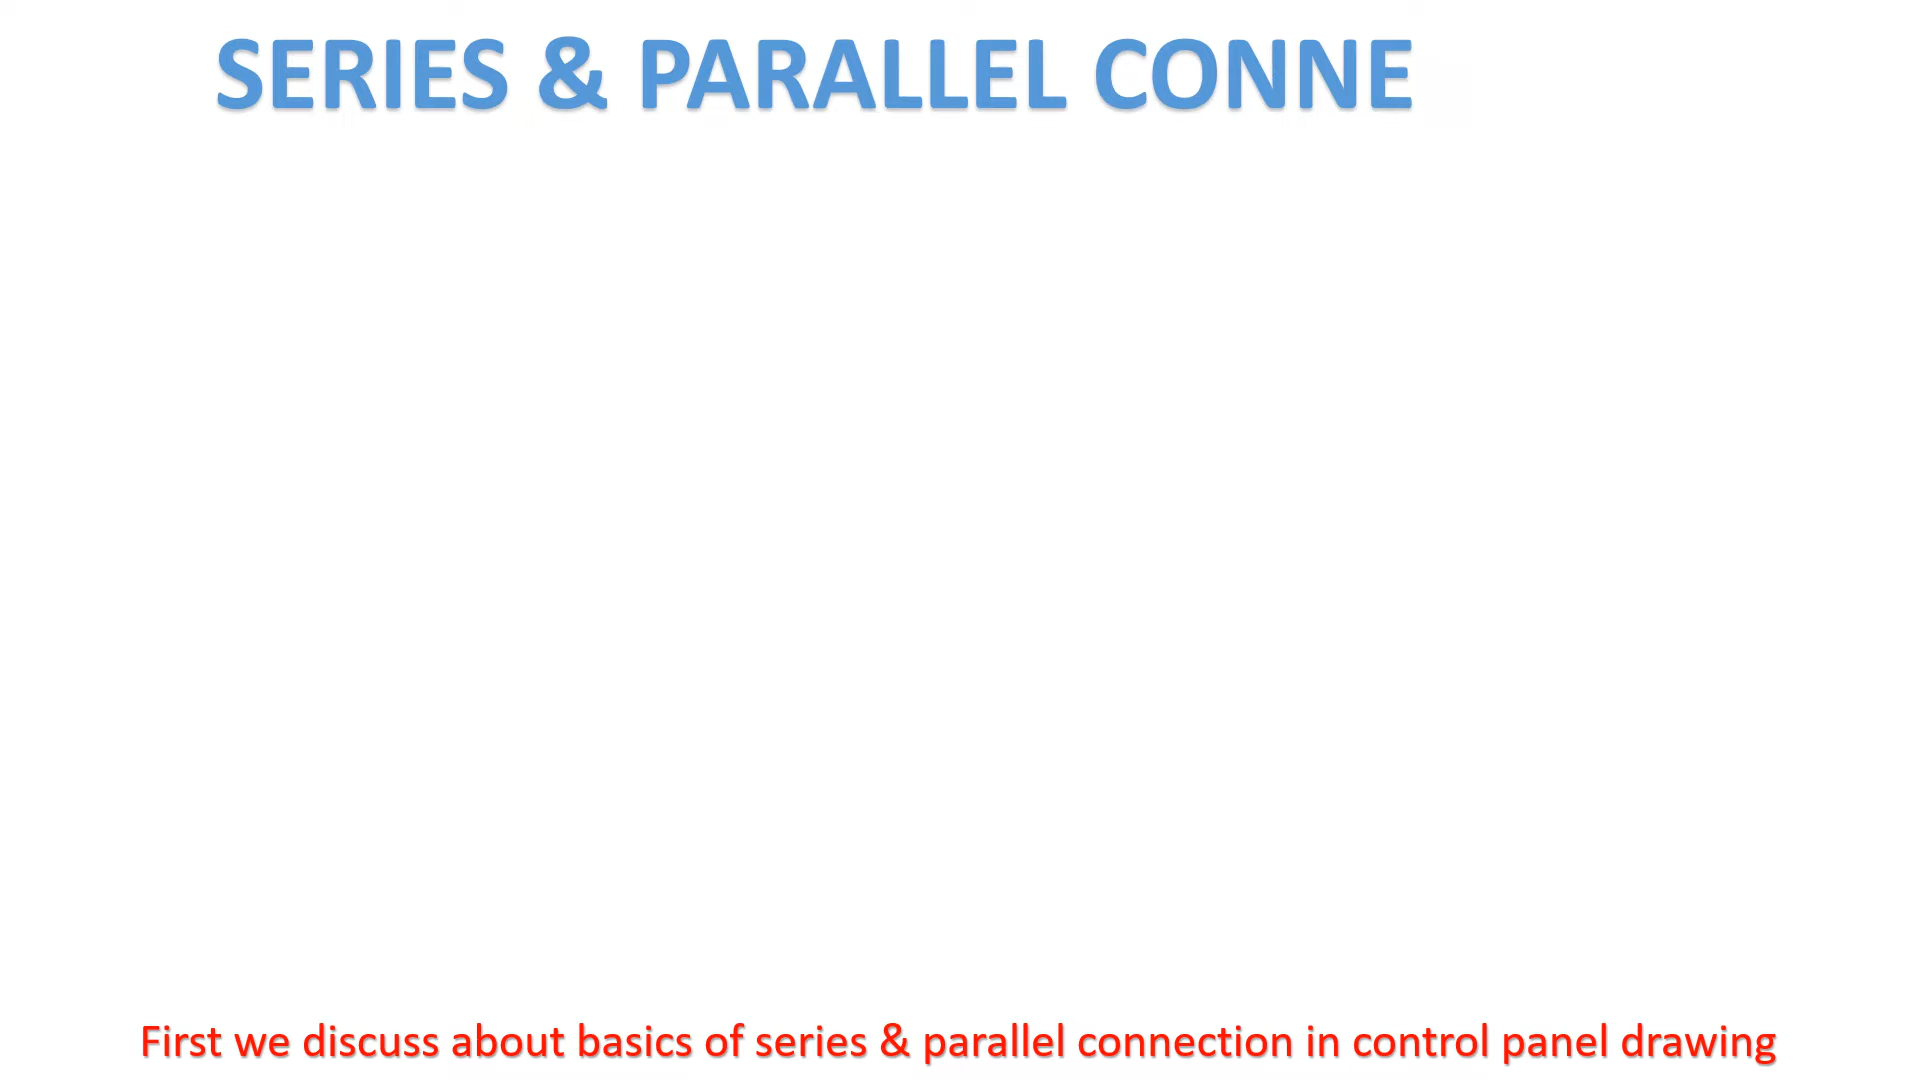 SERIES & PARALLEL CONNE
First we discuss about basics of series & parallel connection in control panel drawing